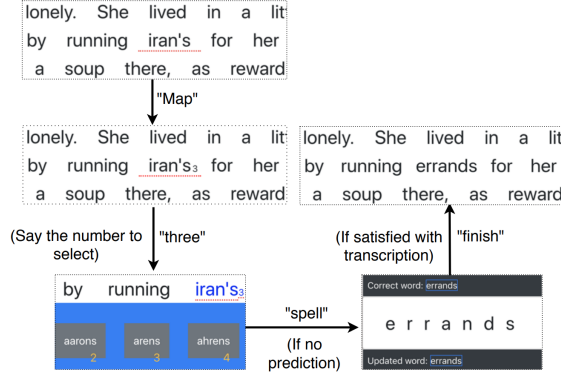 lonely. She lived in a lit
by running iran's for her
a soup there, as reward
"Map"
lonely. She lived in a lit
by running iran's3 for her
a soup there, as reward
(Say the number to
select)
"three"
by running iran's3
aarons
2
arens
3
ahrens
4
"spell"
(If no
prediction)
Correct word: errands
e r r a n d s
Updated word: errands
(If satisfied with
transcription)
"finish"
lonely. She lived in a lit
by running errands for her
a soup there, as reward